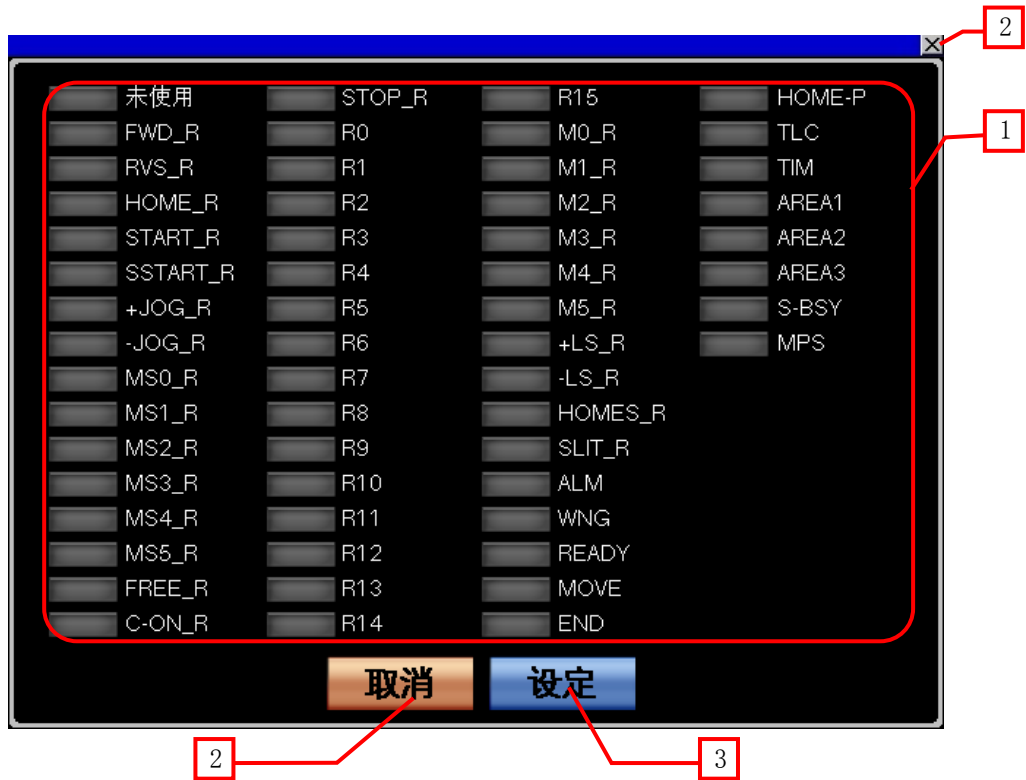 2
×
未使用
FWD_R
RVS_R
HOME_R
START_R
SSTART_R
+JOG_R
-JOG_R
MS0_R
MS1_R
MS2_R
MS3_R
MS4_R
MS5_R
FREE_R
C-ON_R
STOP_R
R0
R1
R2
R3
R4
R5
R6
R7
R8
R9
R10
R11
R12
R13
R14
R15
M0_R
M1_R
M2_R
M3_R
M4_R
M5_R
+LS_R
-LS_R
HOMES_R
SLIT_R
ALM
WNG
READY
MOVE
END
HOME-P
TLC
TIM
AREA1
AREA2
AREA3
S-BSY
MPS
1
取消
设定
2
3